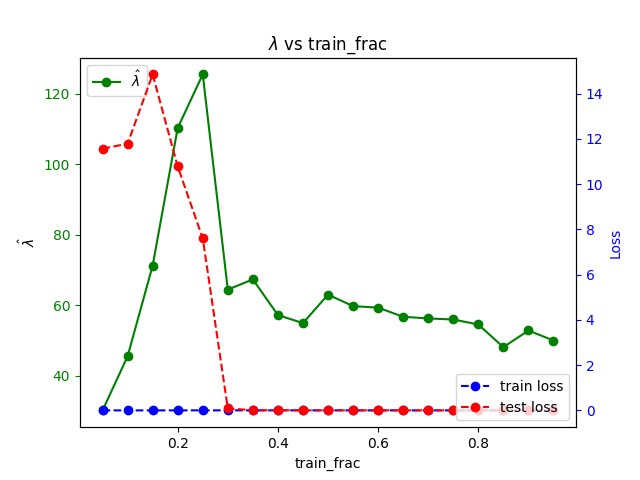 λ vs train_frac
λ̂
120
100
80
60
40
λ̂
14
12
10
8
6
4
2
0
Loss
train loss
test loss
0.2
0.4
0.6
0.8
train_frac